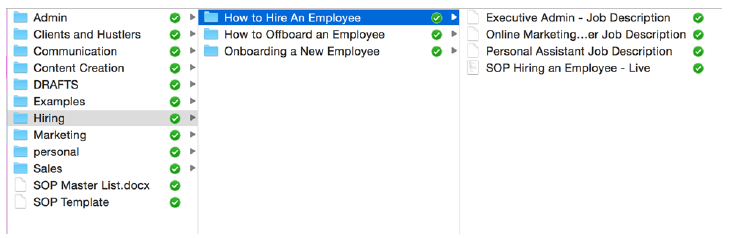 Admin
Clients and Hustlers
Communication
Content Creation
DRAFTS
Examples
Hiring
Marketing
personal
Sales
SOP Master List.docx
SOP Template
How to Hire An Employee
How to Offboard an Employee
Onboarding a New Employee
Executive Admin - Job Description
Online Marketing...er Job Description
Personal Assistant Job Description
SOP Hiring an Employee - Live